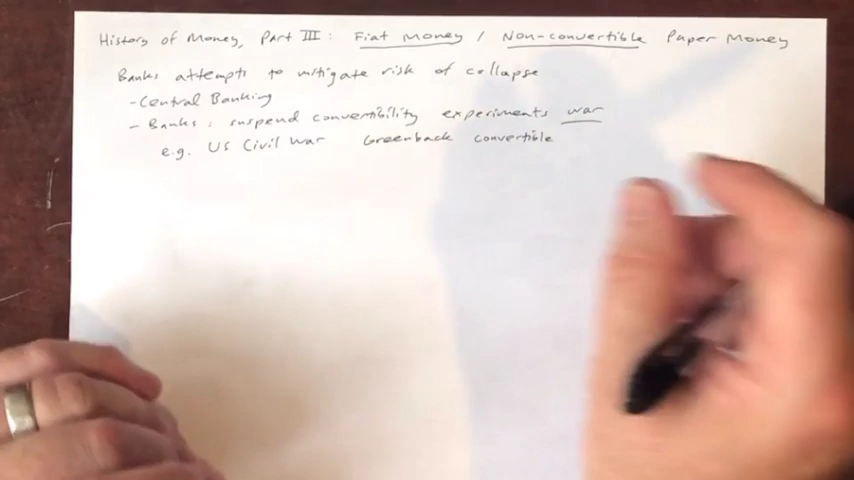 History of Money, Part III: Fiat Money / Non-convertible Paper Money
Banks attempts to mitigate risk of collapse
- Central Banking
- Banks: suspend convertibility experiments war
e.g. US Civil War Greenback convertible